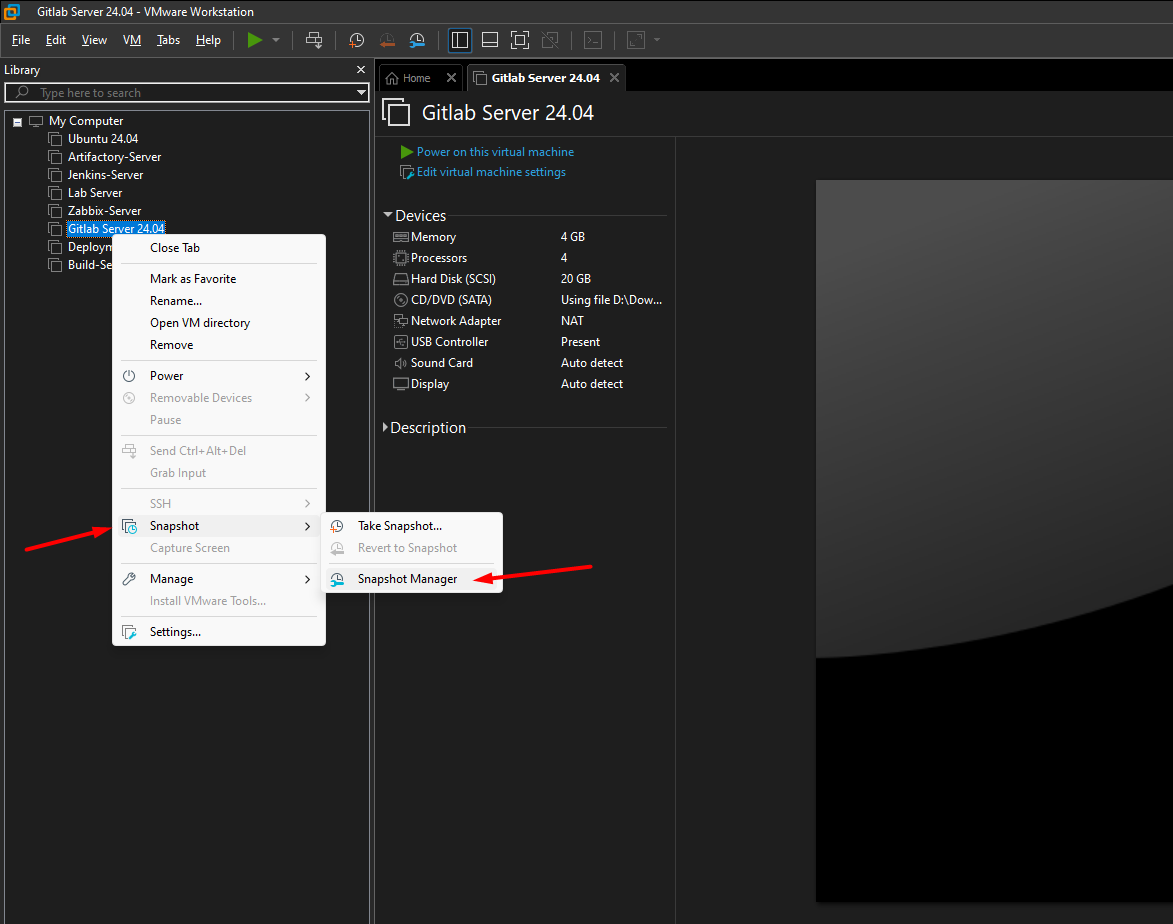 Gitlab Server 24.04 - VMware Workstation
File Edit View VM Tabs Help
Library
Type here to search
My Computer
Ubuntu 24.04
Artifactory-Server
Jenkins-Server
Lab Server
Zabbix-Server
Gitlab Server 24.04
Deploym
Build-Se
Close Tab
Mark as Favorite
Rename...
Open VM directory
Remove
Power
Removable Devices
Pause
Send Ctrl+Alt+Del
Grab Input
SSH
Snapshot
Capture Screen
Manage
Install VMware Tools...
Settings...
Take Snapshot...
Revert to Snapshot
Snapshot Manager
Home
Gitlab Server 24.04
Gitlab Server 24.04
Power on this virtual machine
Edit virtual machine settings
Devices
Memory 4 GB
Processors 4
Hard Disk (SCSI) 20 GB
CD/DVD (SATA) Using file D:\Dow...
Network Adapter NAT
USB Controller Present
Sound Card Auto detect
Display Auto detect
Description